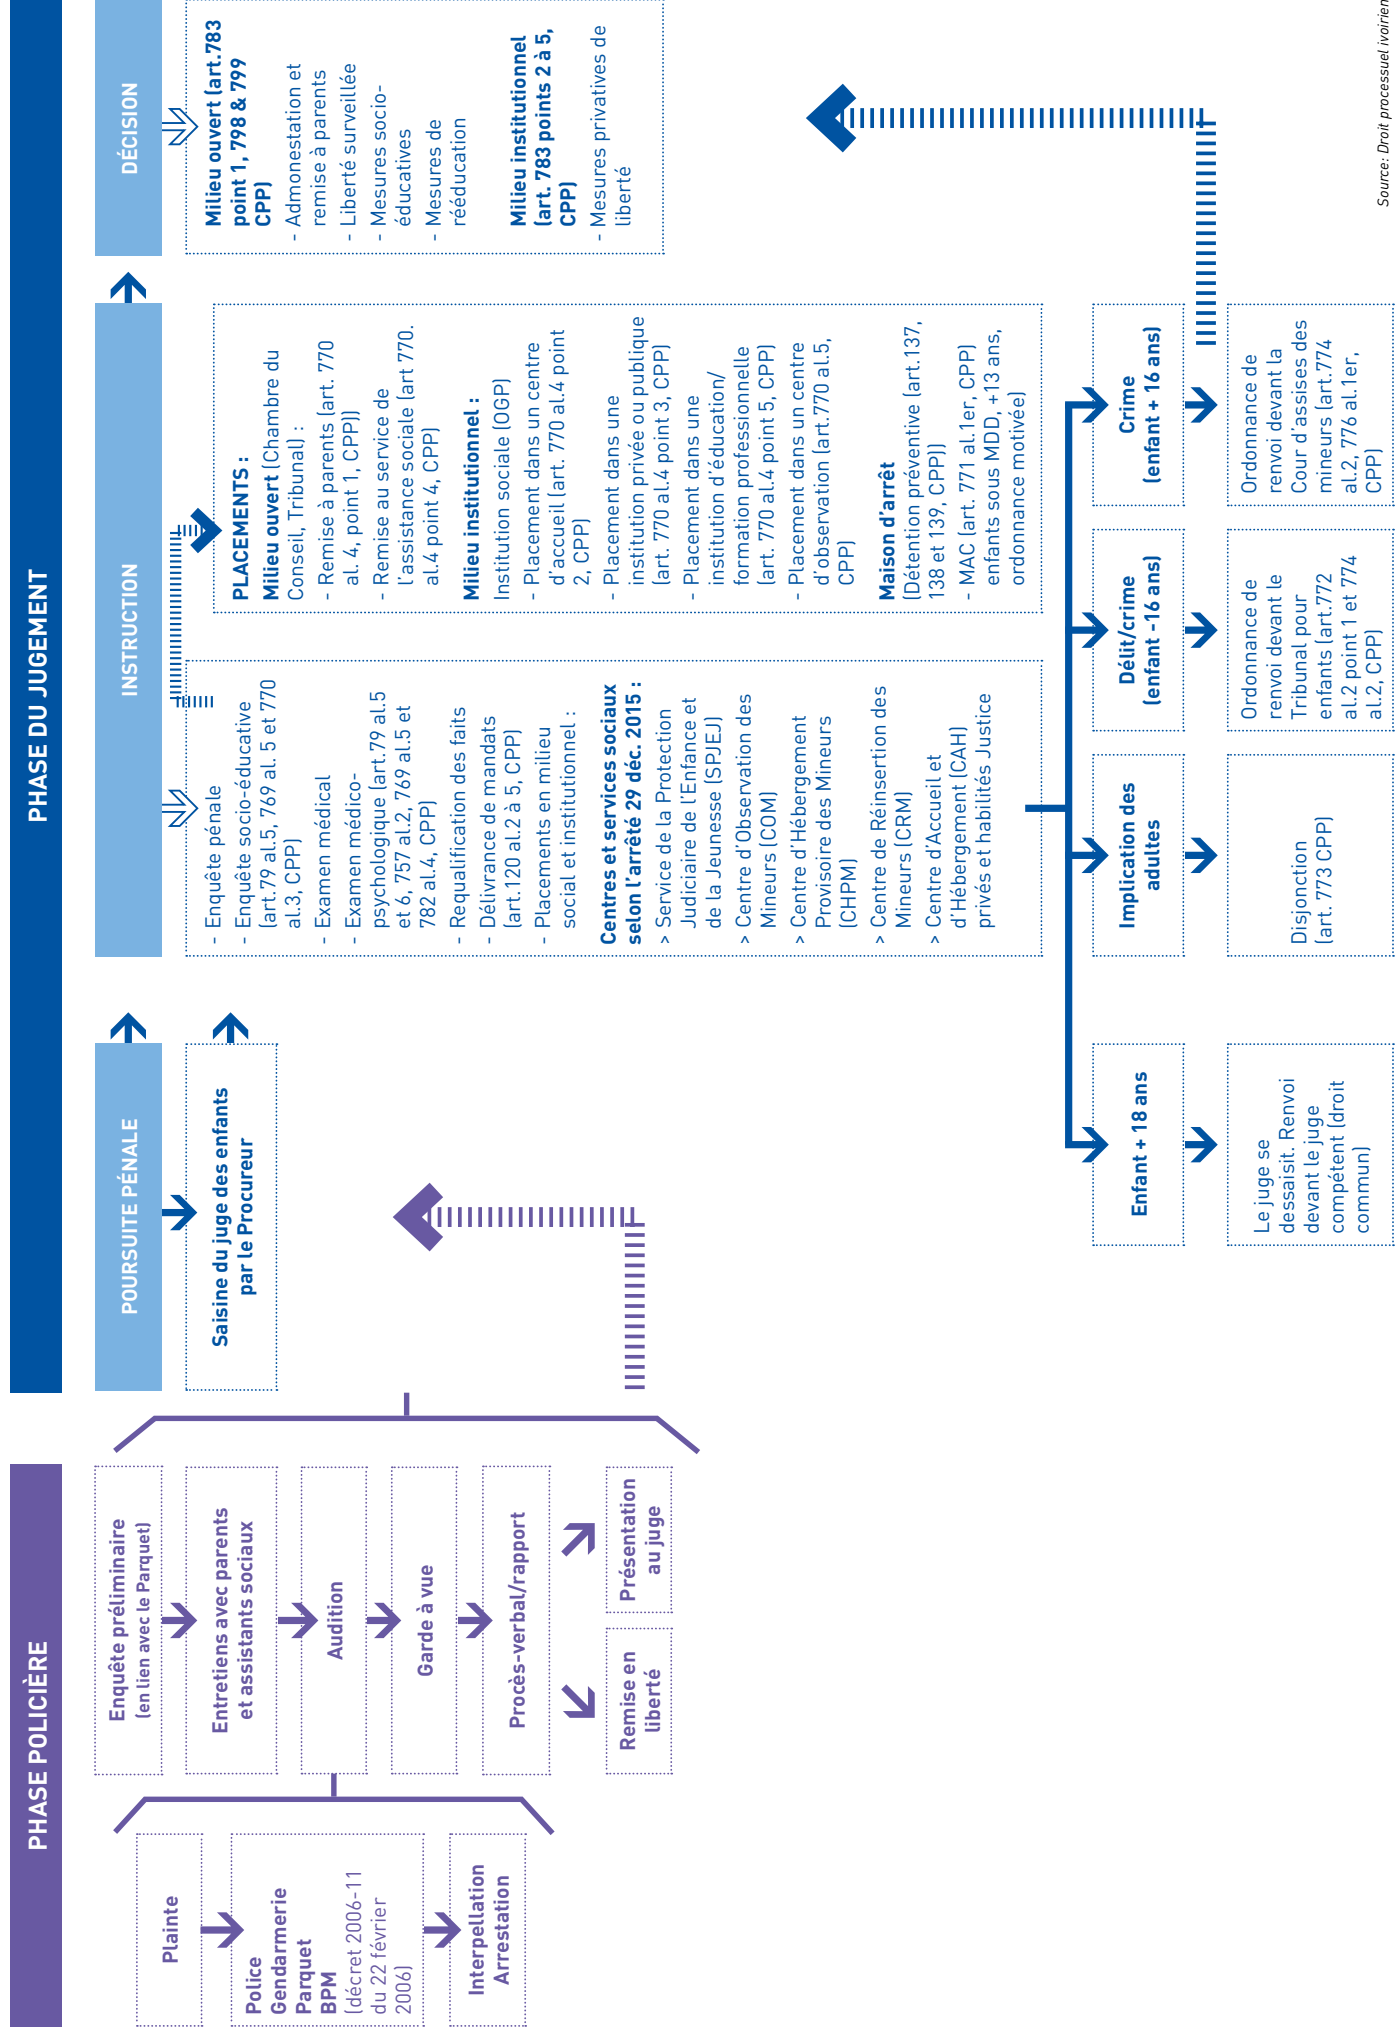 PHASE POLICIÈRE
Plainte
Police
Gendarmerie
Parquet
BPM
(décret 2006-11
du 22 février
2006)
Interpellation
Arrestation
Enquête préliminaire
(en lien avec le Parquet)
Entretiens avec parents
et assistants sociaux
Audition
Garde à vue
Procès-verbal/rapport
Remise en
liberté
Présentation
au juge
PHASE DU JUGEMENT
POURSUITE PÉNALE
Saisine du juge des enfants
par le Procureur
INSTRUCTION
- Enquête pénale
- Enquête socio-éducative
(art.79 al.5, 769 al. 5 et 770
al.3, CPP)
- Examen médical
- Examen médico-
psychologique (art.79 al.5
et 6, 757 al.2, 769 al.5 et
782 al.4, CPP)
- Requalification des faits
- Délivrance de mandats
(art.120 al.2 à 5, CPP)
- Placements en milieu
social et institutionnel :
Centres et services sociaux
selon l'arrêté 29 déc. 2015 :
> Service de la Protection
Judiciaire de l'Enfance et
de la Jeunesse (SPJEJ)
> Centre d'Observation des
Mineurs (COM)
> Centre d'Hébergement
Provisoire des Mineurs
(CHPM)
> Centre de Réinsertion des
Mineurs (CRM)
> Centre d'Accueil et
d'Hébergement (CAH)
privés et habilités Justice
PLACEMENTS :
Milieu ouvert (Chambre du
Conseil, Tribunal) :
- Remise à parents (art. 770
al. 4, point 1, CPP))
- Remise au service de
l'assistance sociale (art 770.
al.4 point 4, CPP)
Milieu institutionnel :
Institution sociale (OGP)
- Placement dans un centre
d'accueil (art. 770 al.4 point
2, CPP)
- Placement dans une
institution privée ou publique
(art. 770 al.4 point 3, CPP)
- Placement dans une
institution d'éducation/
formation professionnelle
(art. 770 al.4 point 5, CPP)
- Placement dans un centre
d'observation (art.770 al.5,
CPP)
Maison d'arrêt
(Détention préventive (art.137,
138 et 139, CPP))
- MAC (art. 771 al.1er, CPP)
enfants sous MDD, +13 ans,
ordonnance motivée)
DÉCISION
Milieu ouvert (art.783
point 1, 798 & 799
CPP)
- Admonestation et
remise à parents
- Liberté surveillée
- Mesures socio-
éducatives
- Mesures de
rééducation
Milieu institutionnel
(art. 783 points 2 à 5,
CPP)
- Mesures privatives de
liberté
Enfant + 18 ans
Le juge se
dessaisit. Renvoi
devant le juge
compétent (droit
commun)
Implication des
adultes
Disjonction
(art. 773 CPP)
Délit/crime
(enfant -16 ans)
Ordonnance de
renvoi devant le
Tribunal pour
enfants (art.772
al.2 point 1 et 774
al.2, CPP)
Crime
(enfant + 16 ans)
Ordonnance de
renvoi devant la
Cour d'assises des
mineurs (art.774
al.2, 776 al.1er,
CPP)
Source: Droit processuel ivoirien